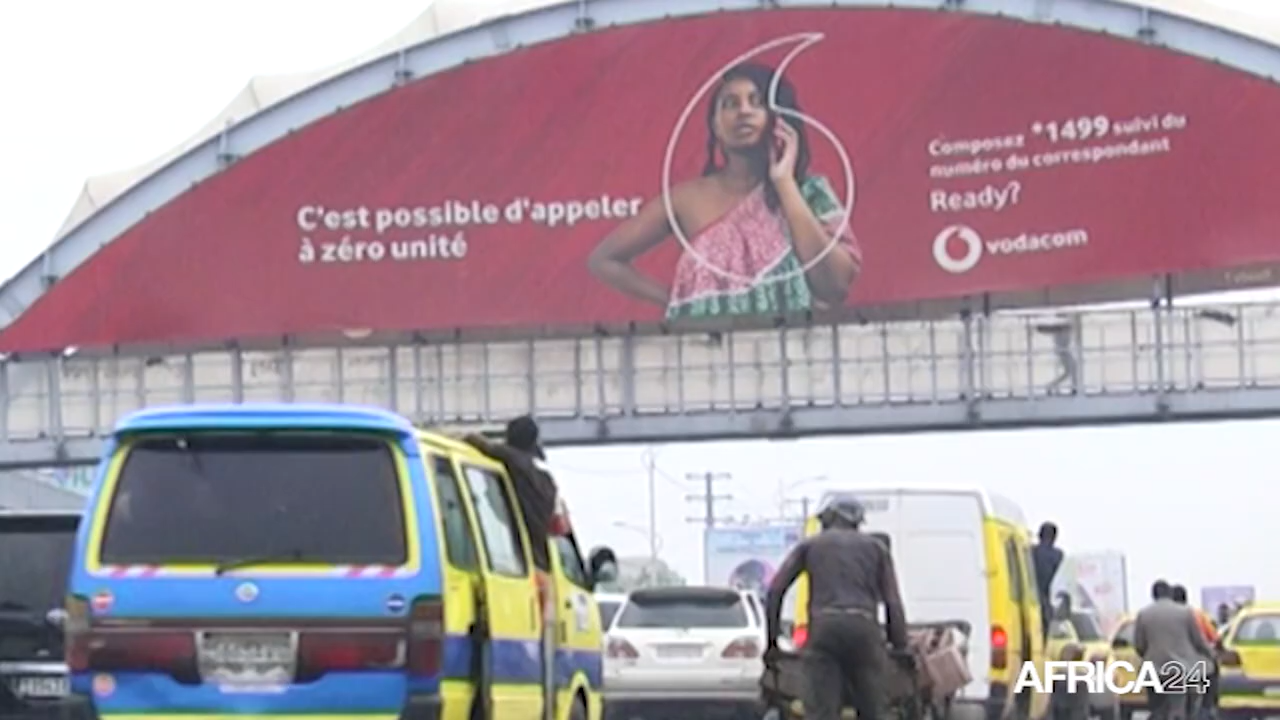 C'est possible d'appeler
à zéro unité
Composez *1499 suivi du
numéro du correspondant
Ready?
vodacom
AFRICA24